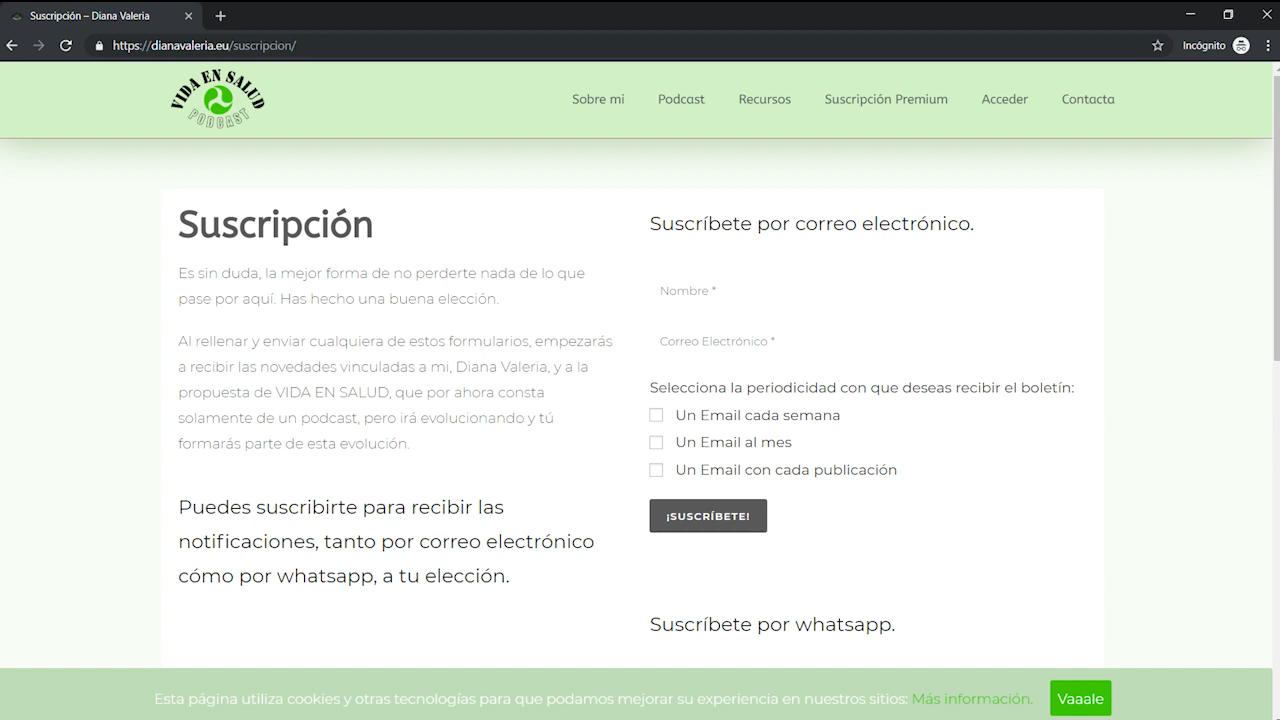 Suscripción – Diana Valeria
https://dianavaleria.eu/suscripcion/
Incógnito
VIDA EN SALUD
PODCAST
Sobre mi
Podcast
Recursos
Suscripción Premium
Acceder
Contacta
Suscripción
Es sin duda, la mejor forma de no perderte nada de lo que
pase por aquí. Has hecho una buena elección.
Al rellenar y enviar cualquiera de estos formularios, empezarás
a recibir las novedades vinculadas a mi, Diana Valeria, y a la
propuesta de VIDA EN SALUD, que por ahora consta
solamente de un podcast, pero irá evolucionando y tú
formarás parte de esta evolución.
Puedes suscribirte para recibir las
notificaciones, tanto por correo electrónico
cómo por whatsapp, a tu elección.
Suscríbete por correo electrónico.
Nombre *
Correo Electrónico *
Selecciona la periodicidad con que deseas recibir el boletín:
Un Email cada semana
Un Email al mes
Un Email con cada publicación
¡SUSCRÍBETE!
Suscríbete por whatsapp.
Esta página utiliza cookies y otras tecnologías para que podamos mejorar su experiencia en nuestros sitios: Más información.
Vaaale